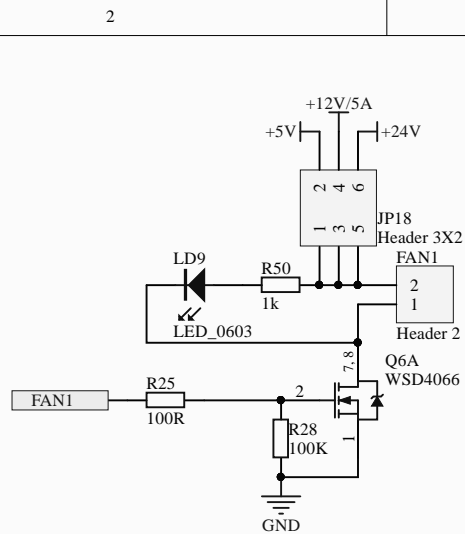 2
+12V/5A
+5V
+24V
2 4 6
1 3 5
JP18
Header 3X2
FAN1
LD9
R50
1k
2
1
LED_0603
Header 2
7, 8
Q6A
WSD4066
R25
2
FAN1
100R
R28
100K
1
GND